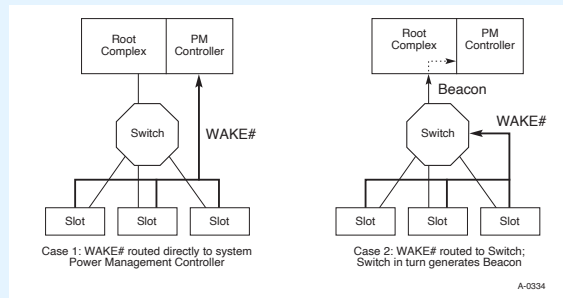 Root
Complex
PM
Controller
Switch
WAKE#
Slot
Slot
Slot
Case 1: WAKE# routed directly to system
Power Management Controller
Root
Complex
PM
Controller
Beacon
WAKE#
Switch
Slot
Slot
Slot
Case 2: WAKE# routed to Switch;
Switch in turn generates Beacon
A-0334